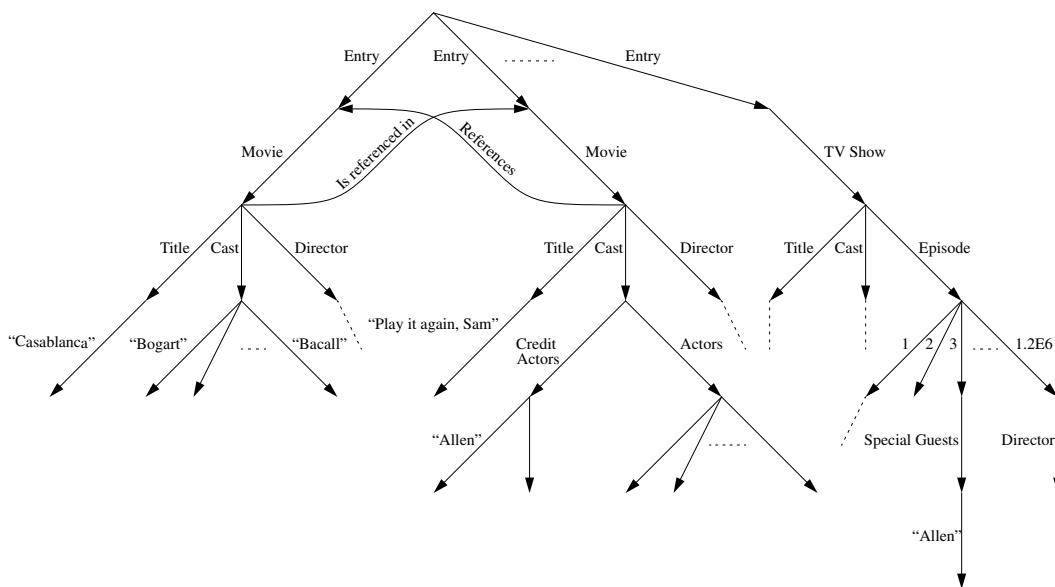 Entry
Entry
Entry
Is referenced in
References
Movie
Movie
TV Show
Title
Cast
Director
Title
Cast
Director
Title
Cast
Episode
“Casablanca”
“Bogart”
“Bacall”
“Play it again, Sam”
Credit
Actors
Actors
1
2
3
1.2E6
“Allen”
Special Guests
Director
“Allen”